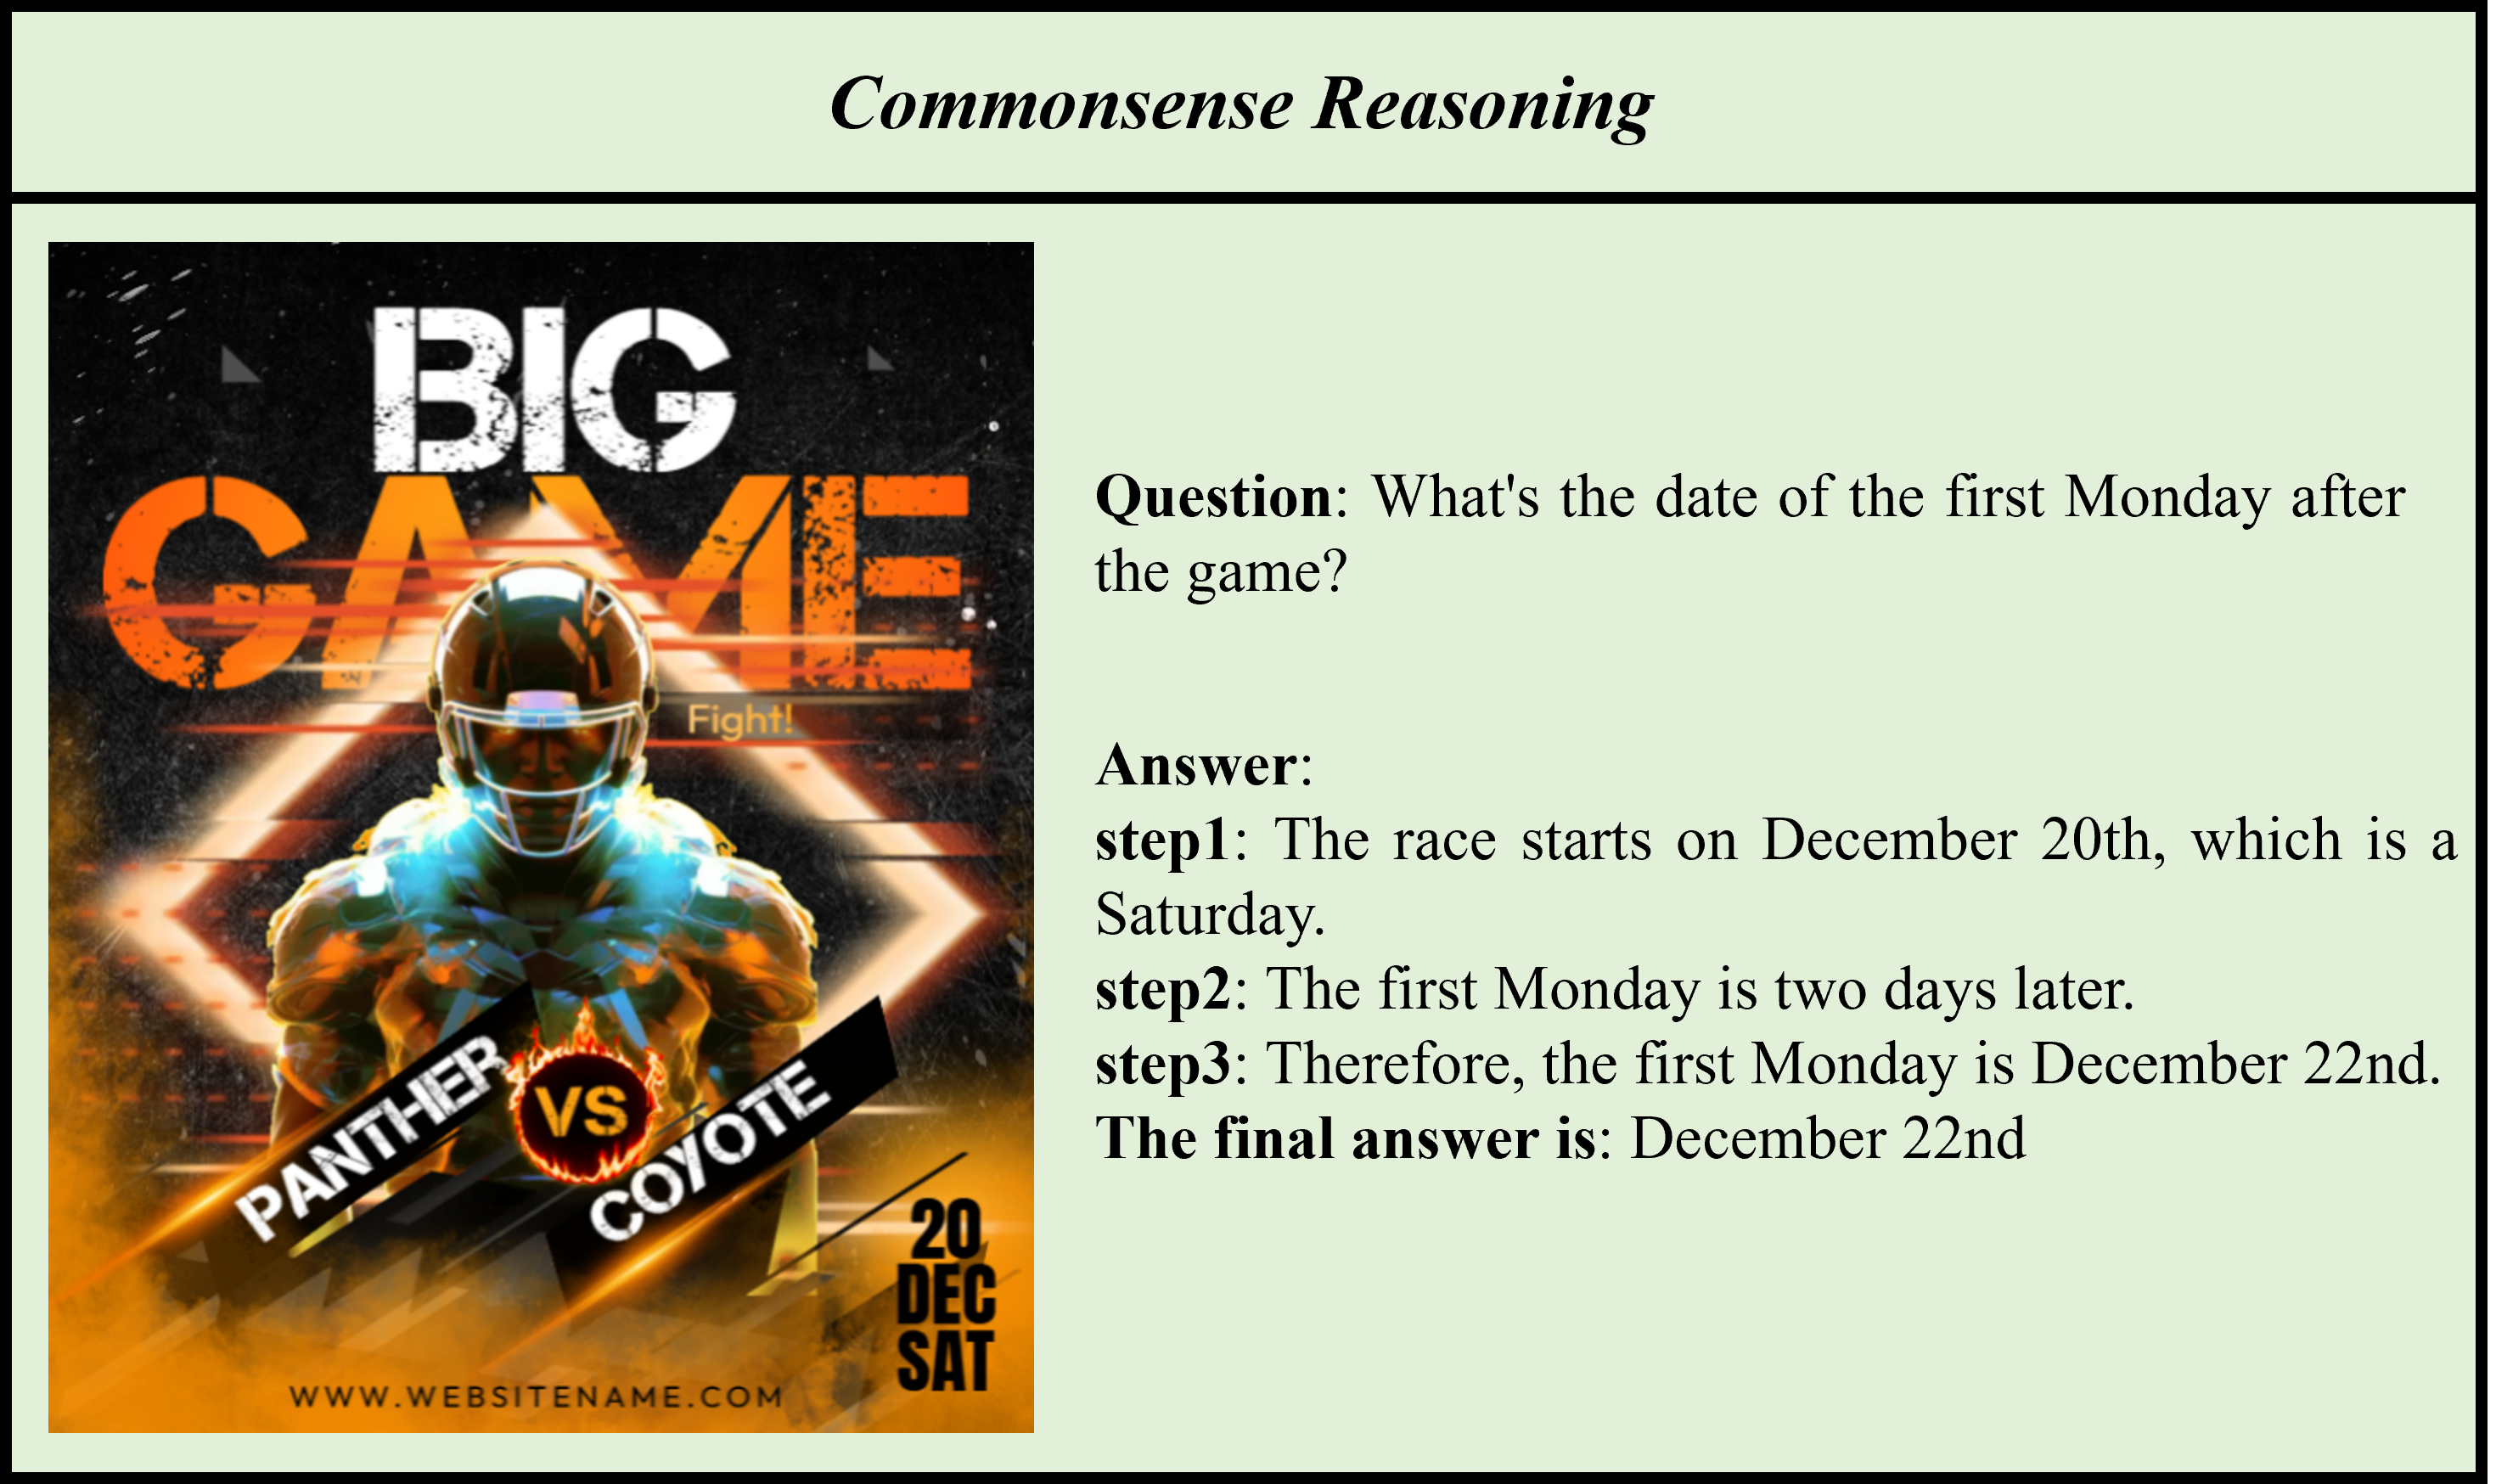 Commonsense Reasoning
BIG
GAME
Fight!
PANTHER
VS
COYOTE
20
DEC
SAT
WWW.WEBSITENAME.COM
Question: What's the date of the first Monday after
the game?
Answer:
step1: The race starts on December 20th, which is a
Saturday.
step2: The first Monday is two days later.
step3: Therefore, the first Monday is December 22nd.
The final answer is: December 22nd